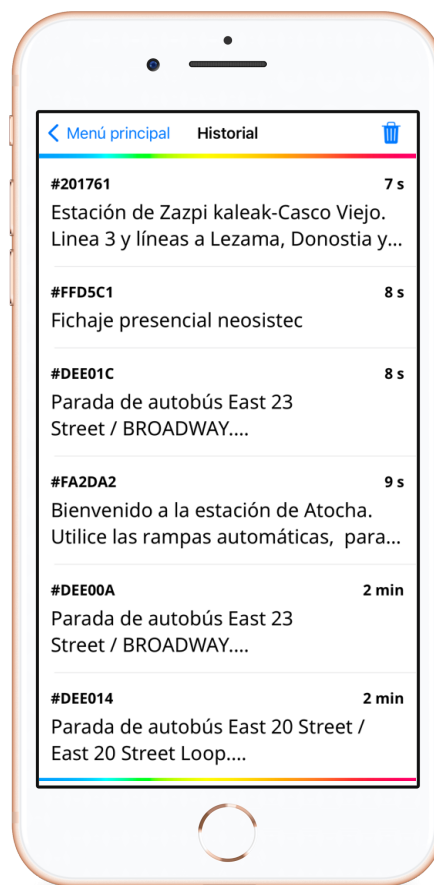 Menú principal Historial
#201761 7 s
Estación de Zazpi kaleak-Casco Viejo.
Linea 3 y líneas a Lezama, Donostia y...
#FFD5C1 8 s
Fichaje presencial neosistec
#DEE01C 8 s
Parada de autobús East 23
Street / BROADWAY....
#FA2DA2 9 s
Bienvenido a la estación de Atocha.
Utilice las rampas automáticas, para...
#DEE00A 2 min
Parada de autobús East 23
Street / BROADWAY....
#DEE014 2 min
Parada de autobús East 20 Street /
East 20 Street Loop....